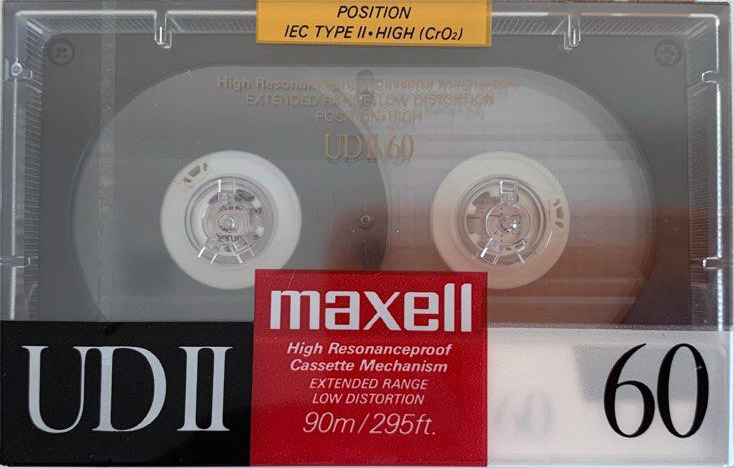 POSITION
IEC TYPE II•HIGH (CrO₂)
High Resonanceproof Cassette Mechanism
EXTENDED RANGE LOW DISTORTION
POSITION•HIGH
UDII 60
maxell
High Resonanceproof
Cassette Mechanism
EXTENDED RANGE
LOW DISTORTION
90m/295ft.
UDII
60